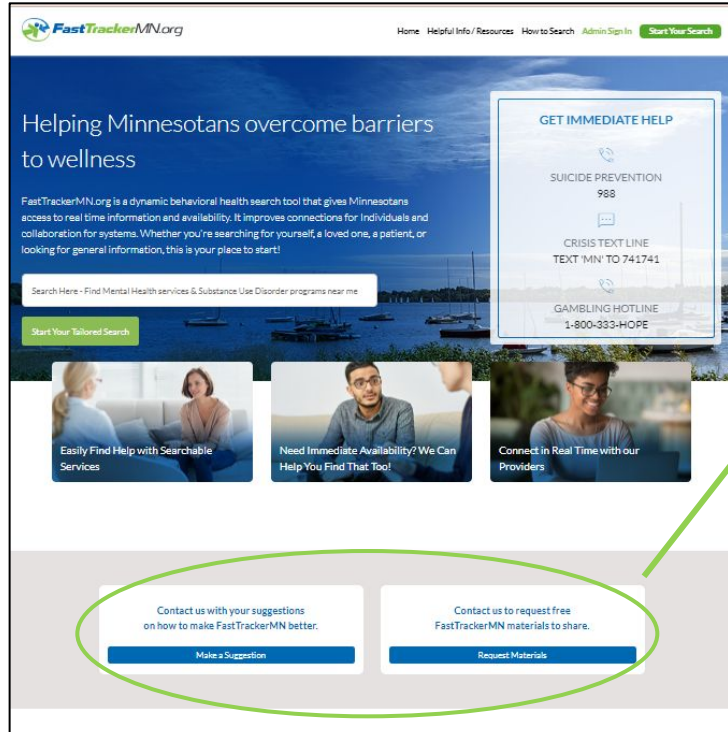 FastTrackerMN.org
Home Helpful Info / Resources How to Search Admin Sign In Start Your Search
Helping Minnesotans overcome barriers
to wellness
FastTrackerMN.org is a dynamic behavioral health search tool that gives Minnesotans
access to real time information and availability. It improves connections for Individuals and
collaboration for systems. Whether you're searching for yourself, a loved one, a patient, or
looking for general information, this is your place to start!
Search Here - Find Mental Health services & Substance Use Disorder programs near me
Start Your Tailored Search
GET IMMEDIATE HELP
SUICIDE PREVENTION
988
CRISIS TEXT LINE
TEXT 'MN' TO 741741
GAMBLING HOTLINE
1-800-333-HOPE
Easily Find Help with Searchable
Services
Need Immediate Availability? We Can
Help You Find That Too!
Connect in Real Time with our
Providers
Contact us with your suggestions
on how to make FastTrackerMN better.
Make a Suggestion
Contact us to request free
FastTrackerMN materials to share.
Request Materials